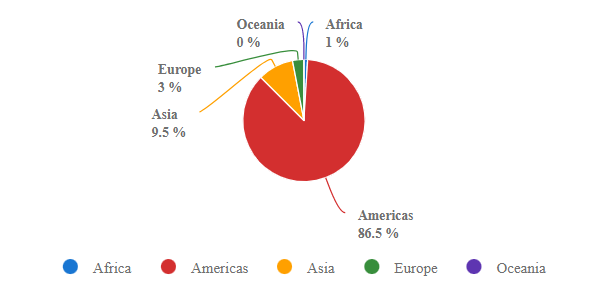 Oceania
0 %
Africa
1 %
Europe
3 %
Asia
9.5 %
Americas
86.5 %
Africa
Americas
Asia
Europe
Oceania